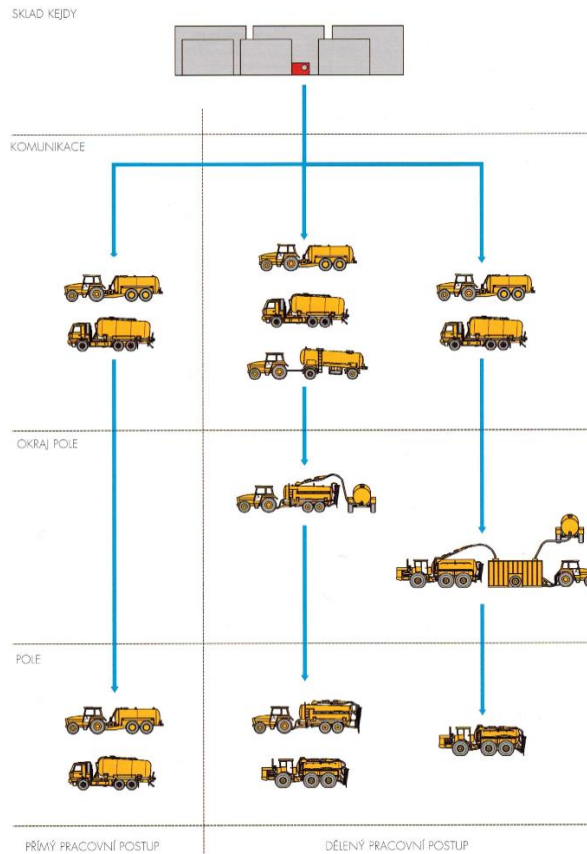 SKLAD KEJDY
KOMUNIKACE
OKRAJ POLE
POLE
PŘÍMÝ PRACOVNÍ POSTUP
DĚLENÝ PRACOVNÍ POSTUP